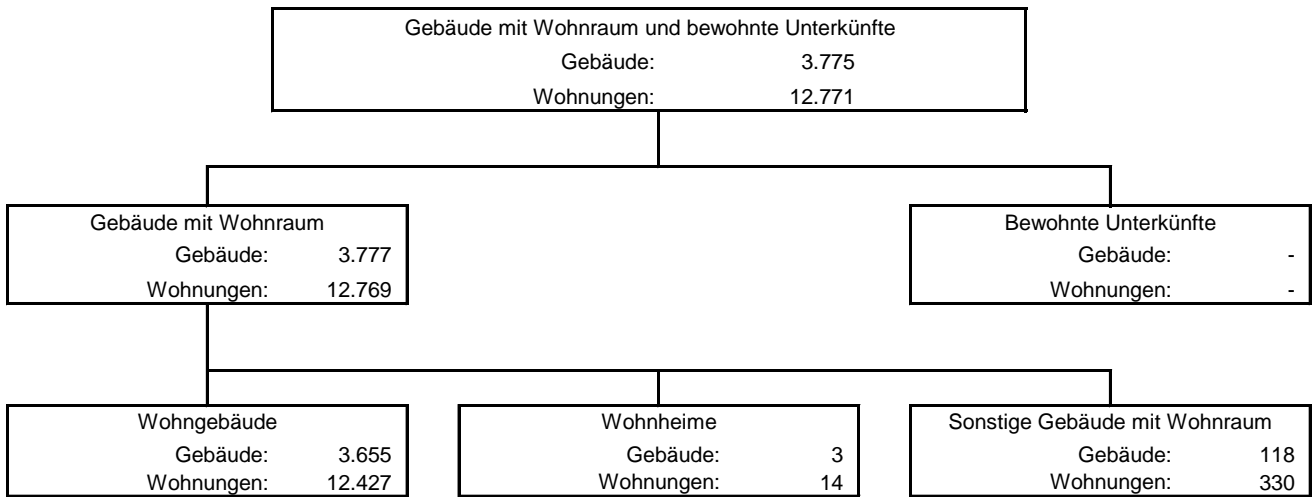 Gebäude mit Wohnraum und bewohnte Unterkünfte
Gebäude: 3.775
Wohnungen: 12.771
Gebäude mit Wohnraum
Gebäude: 3.777
Wohnungen: 12.769
Bewohnte Unterkünfte
Gebäude: -
Wohnungen: -
Wohngebäude
Gebäude: 3.655
Wohnungen: 12.427
Wohnheime
Gebäude: 3
Wohnungen: 14
Sonstige Gebäude mit Wohnraum
Gebäude: 118
Wohnungen: 330